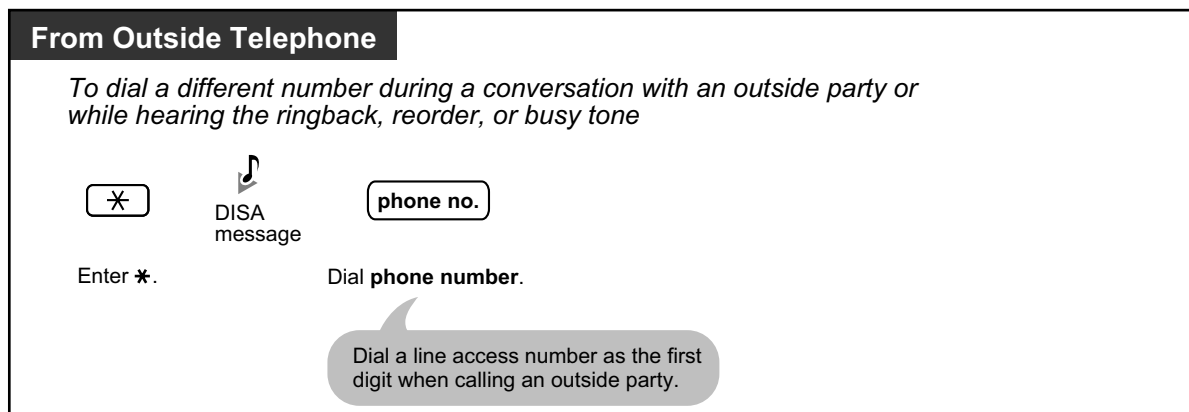 From Outside Telephone
To dial a different number during a conversation with an outside party or
while hearing the ringback, reorder, or busy tone
DISA
message
phone no.
Enter ✱.
Dial phone number.
Dial a line access number as the first
digit when calling an outside party.